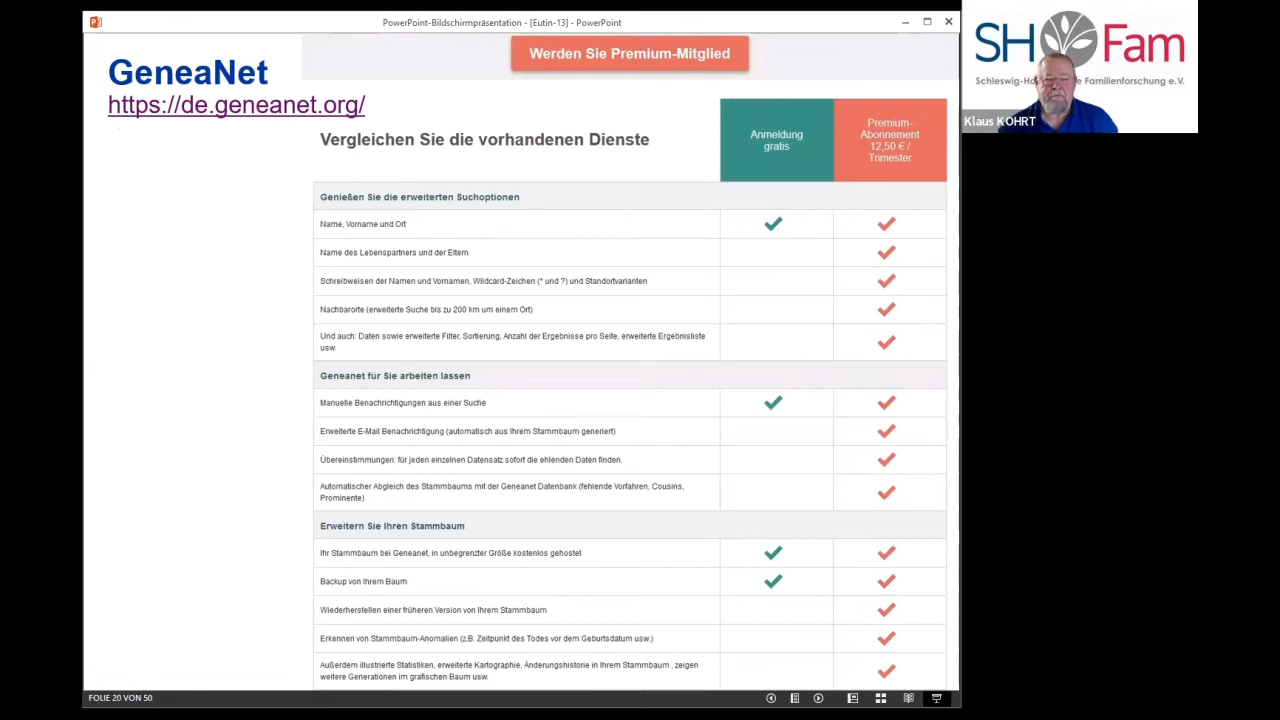 PowerPoint-Bildschirmpräsentation - [Eutin-13] - PowerPoint
GeneaNet
https://de.geneanet.org/
Werden Sie Premium-Mitglied
Vergleichen Sie die vorhandenen Dienste
Anmeldung
gratis
Premium-
Abonnement
12,50 € /
Trimester
Genießen Sie die erweiterten Suchoptionen
Name, Vorname und Ort
Name des Lebenspartners und der Eltern
Schreibweisen der Namen und Vornamen, Wildcard-Zeichen (* und ?) und Standortvarianten
Nachbarorte (erweiterte Suche bis zu 200 km um einem Ort)
Und auch: Daten sowie erweiterte Filter, Sortierung, Anzahl der Ergebnisse pro Seite, erweiterte Ergebnisliste
usw.
Geneanet für Sie arbeiten lassen
Manuelle Benachrichtigungen aus einer Suche
Erweiterte E-Mail Benachrichtigung (automatisch aus Ihrem Stammbaum generiert)
Übereinstimmungen: für jeden einzelnen Datensatz sofort die ehlenden Daten finden.
Automatischer Abgleich des Stammbaums mit der Geneanet Datenbank (fehlende Vorfahren, Cousins,
Prominente)
Erweitern Sie Ihren Stammbaum
Ihr Stammbaum bei Geneanet, in unbegrenzter Größe kostenlos gehostet
Backup von Ihrem Baum
Wiederherstellen einer früheren Version von Ihrem Stammbaum
Erkennen von Stammbaum-Anomalien (z.B. Zeitpunkt des Todes vor dem Geburtsdatum usw.)
Außerdem illustrierte Statistiken, erweiterte Kartographie, Änderungshistorie in Ihrem Stammbaum , zeigen
weitere Generationen im grafischen Baum usw.
FOLIE 20 VON 50
SH Fam
Schleswig-Ho e Familienforschung e.V.
Klaus KOHRT